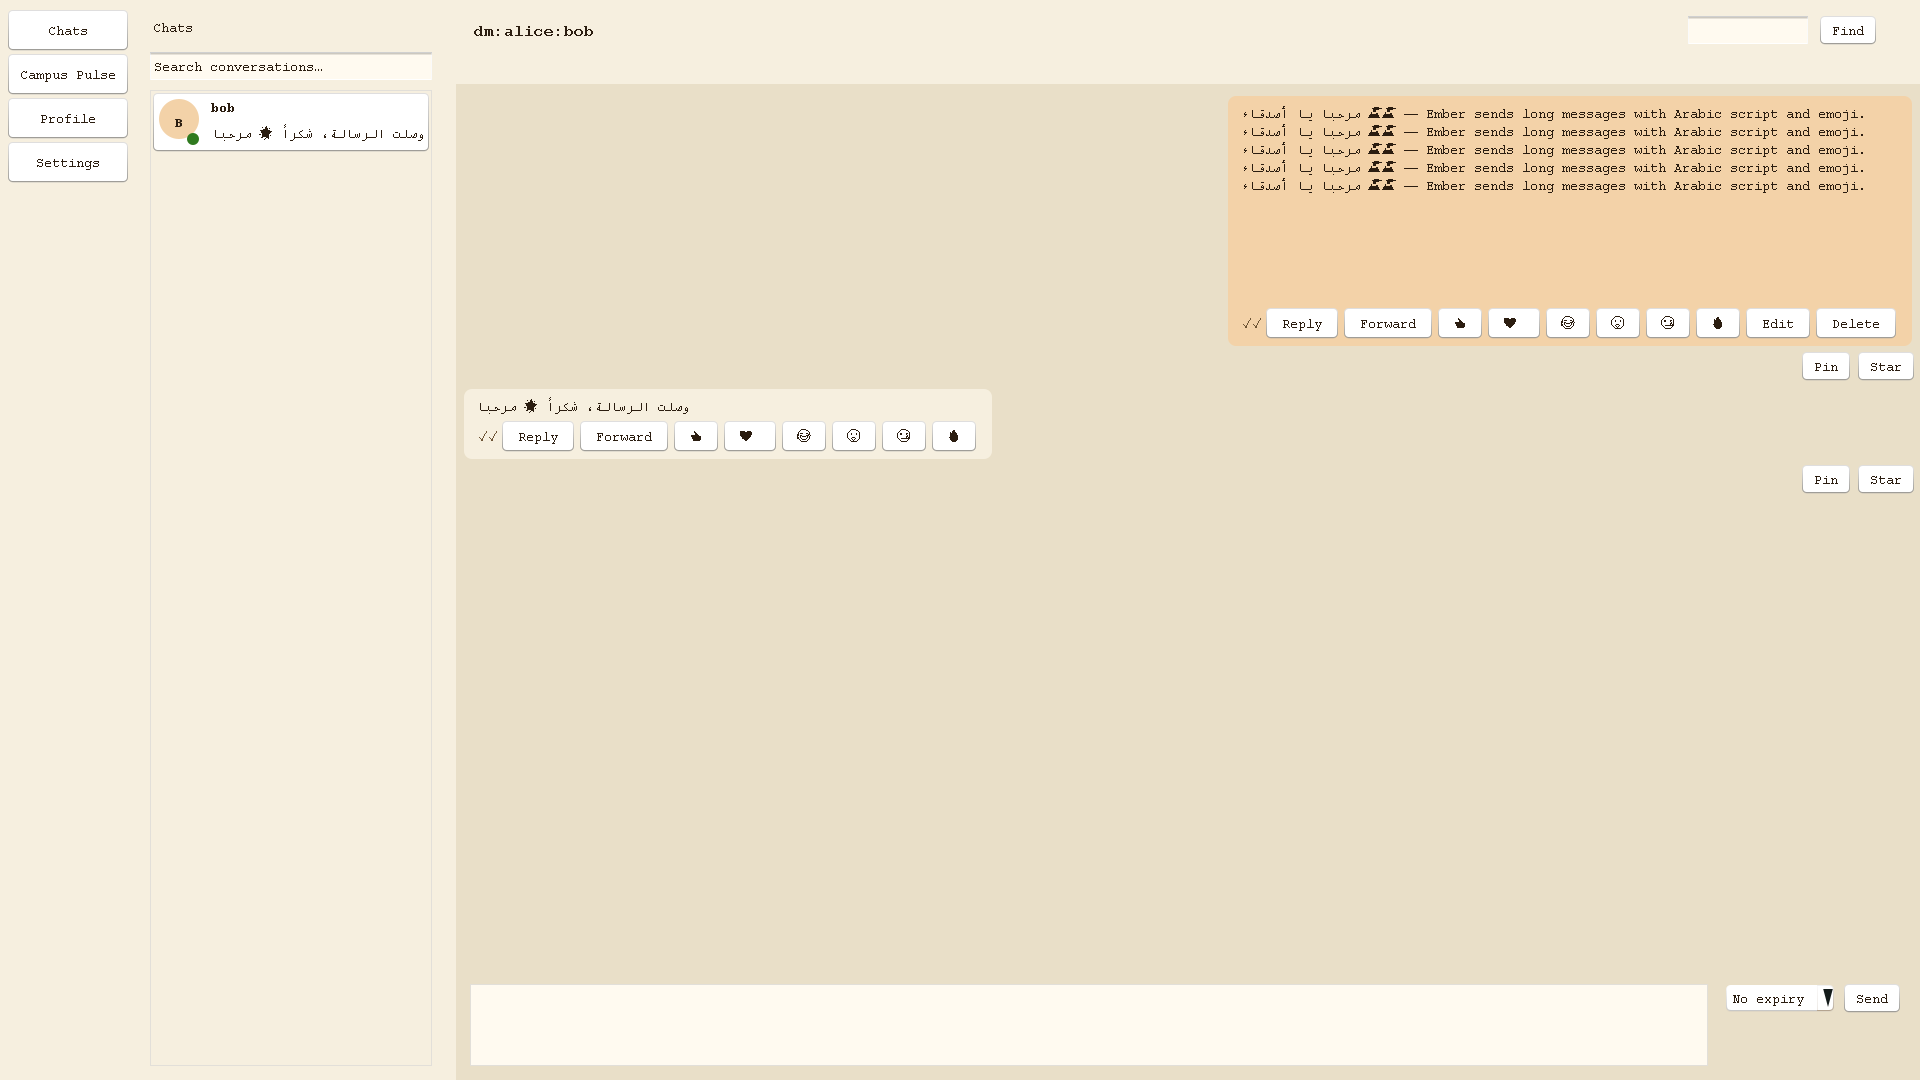 Chats
Campus Pulse
Profile
Settings
Chats
Search conversations…
B
bob
مرحبا 🌟 وصلت الرسالة، شكراً
dm:alice:bob
Find
مرحبا يا أصدقاء 🌋🌋 — Ember sends long messages with Arabic script and emoji.
مرحبا يا أصدقاء 🌋🌋 — Ember sends long messages with Arabic script and emoji.
مرحبا يا أصدقاء 🌋🌋 — Ember sends long messages with Arabic script and emoji.
مرحبا يا أصدقاء 🌋🌋 — Ember sends long messages with Arabic script and emoji.
مرحبا يا أصدقاء 🌋🌋 — Ember sends long messages with Arabic script and emoji.
✓✓ Reply Forward 👍 ❤ 😂 😮 😢 🔥 Edit Delete
Pin Star
مرحبا 🌟 وصلت الرسالة، شكراً
✓✓ Reply Forward 👍 ❤ 😂 😮 😢 🔥
Pin Star
No expiry
Send